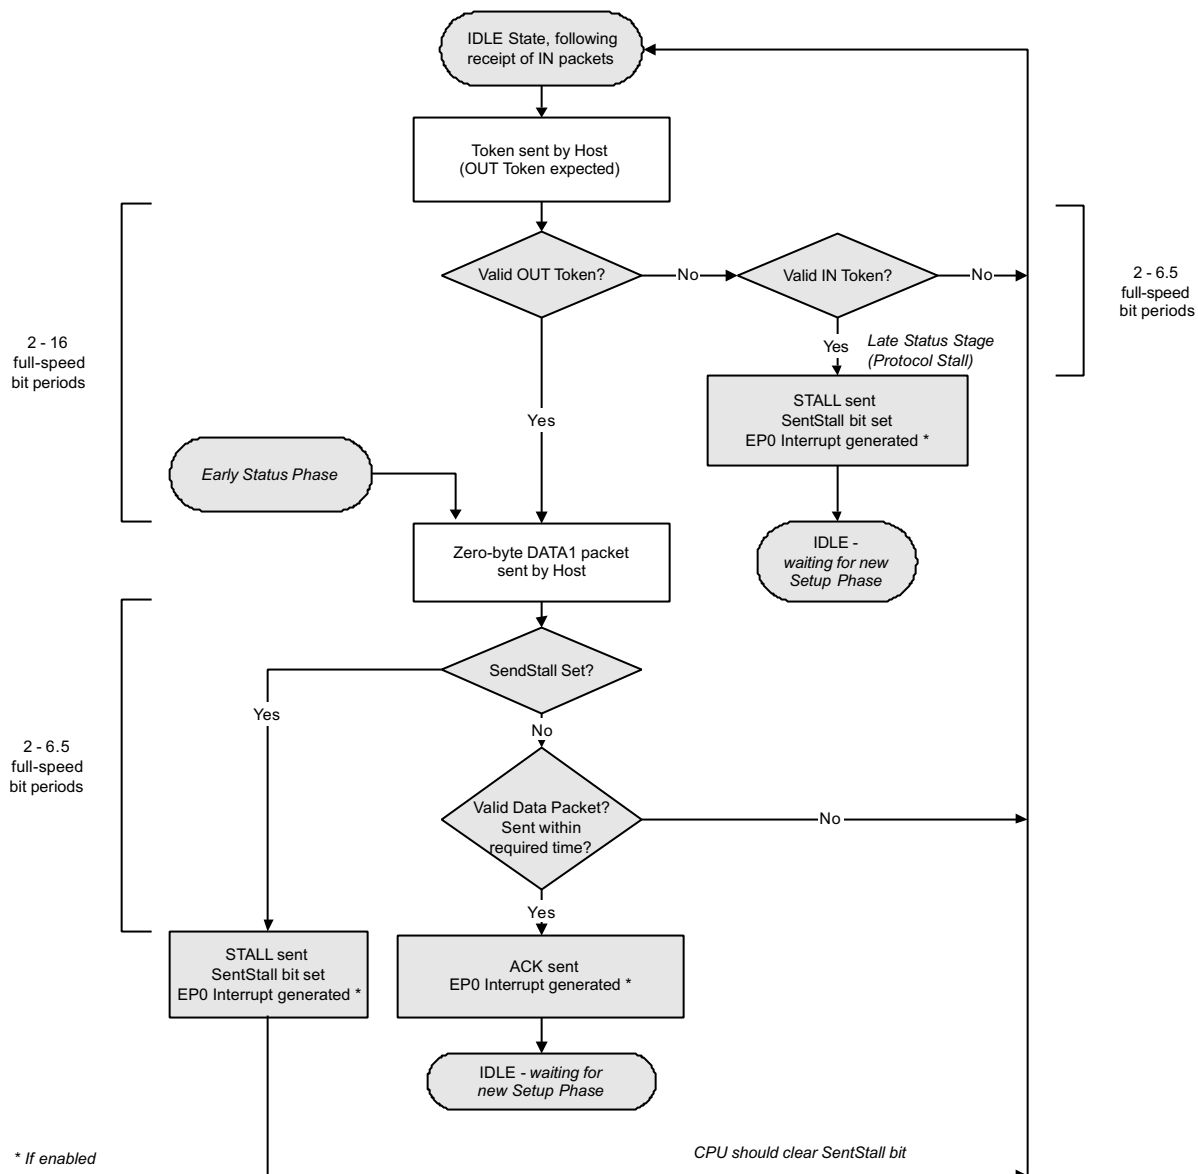 IDLE State, following
receipt of IN packets
Token sent by Host
(OUT Token expected)
Valid OUT Token?
No
Valid IN Token?
No
2 - 6.5
full-speed
bit periods
2 - 16
full-speed
bit periods
Yes
Late Status Stage
(Protocol Stall)
STALL sent
SentStall bit set
EP0 Interrupt generated *
Yes
Early Status Phase
IDLE -
waiting for new
Setup Phase
Zero-byte DATA1 packet
sent by Host
SendStall Set?
Yes
No
2 - 6.5
full-speed
bit periods
Valid Data Packet?
Sent within
required time?
No
Yes
STALL sent
SentStall bit set
EP0 Interrupt generated *
ACK sent
EP0 Interrupt generated *
IDLE - waiting for
new Setup Phase
* If enabled
CPU should clear SentStall bit